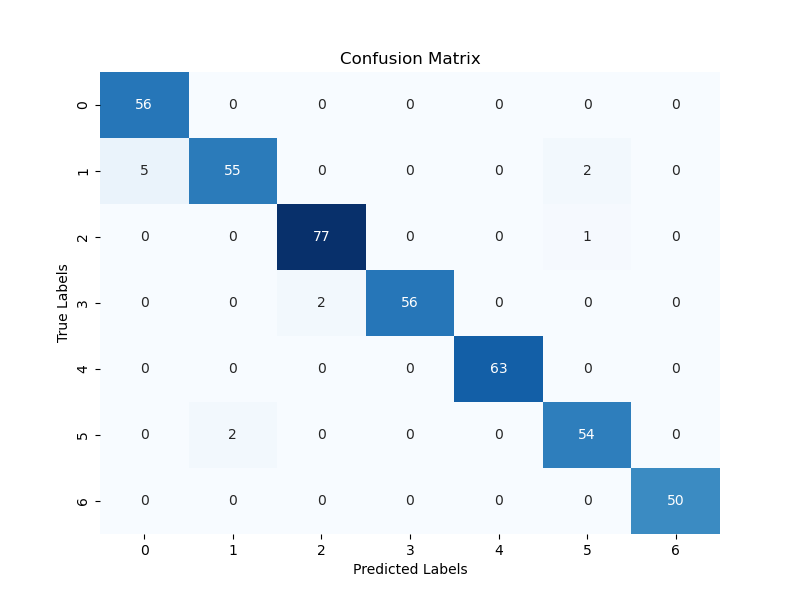 Confusion Matrix
0 56 0 0 0 0 0 0
1 5 55 0 0 0 2 0
2 0 0 77 0 0 1 0
True Labels
3 0 0 2 56 0 0 0
4 0 0 0 0 63 0 0
5 0 2 0 0 0 54 0
6 0 0 0 0 0 0 50
0 1 2 3 4 5 6
Predicted Labels